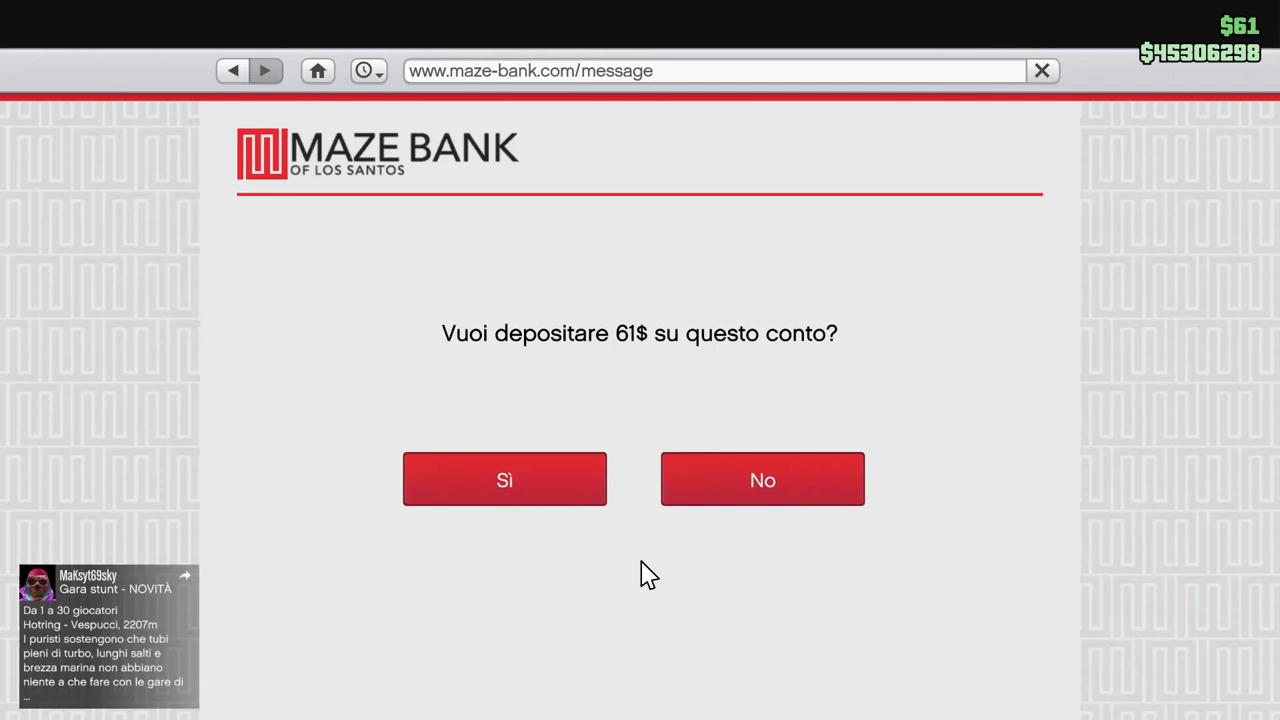 $61
$45306298
www.maze-bank.com/message
MAZE BANK
OF LOS SANTOS
Vuoi depositare 61$ su questo conto?
Sì
No
MaKsyt69sky
Gara stunt - NOVITÀ
Da 1 a 30 giocatori
Hotring - Vespucci, 2207m
I puristi sostengono che tubi
pieni di turbo, lunghi salti e
brezza marina non abbiano
niente a che fare con le gare di
...